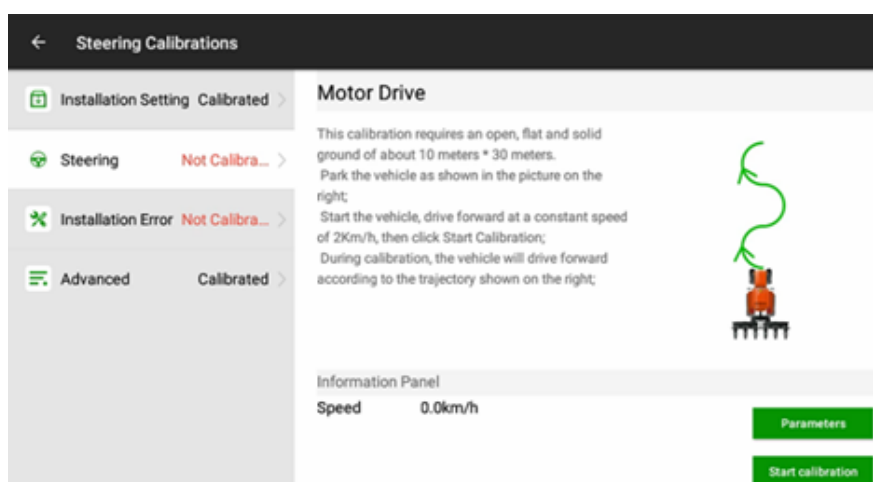 Steering Calibrations
Installation Setting Calibrated
Steering Not Calibra...
Installation Error Not Calibra...
Advanced Calibrated
Motor Drive
This calibration requires an open, flat and solid
ground of about 10 meters * 30 meters.
Park the vehicle as shown in the picture on the
right;
Start the vehicle, drive forward at a constant speed
of 2Km/h, then click Start Calibration;
During calibration, the vehicle will drive forward
according to the trajectory shown on the right;
Information Panel
Speed 0.0km/h
Parameters
Start calibration